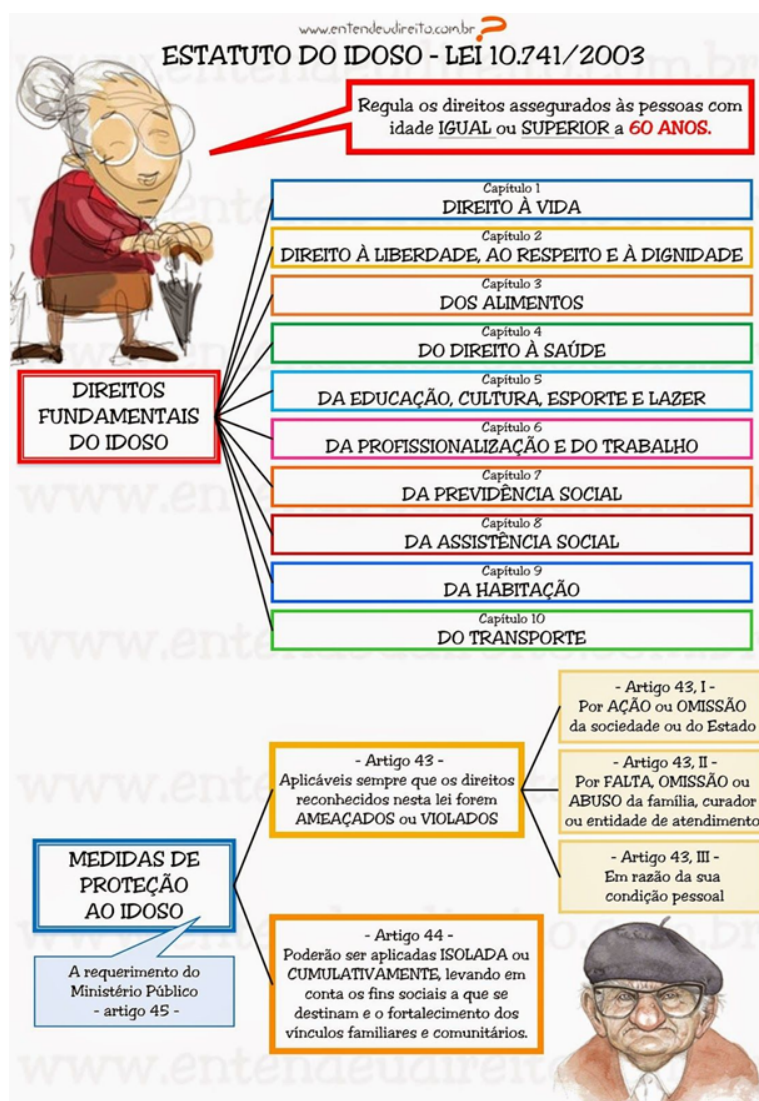 www.entendeudireito.com.br
ESTATUTO DO IDOSO - LEI 10.741/2003
Regula os direitos assegurados às pessoas com
idade IGUAL ou SUPERIOR a 60 ANOS.
DIREITOS
FUNDAMENTAIS
DO IDOSO
Capítulo 1
DIREITO À VIDA
Capítulo 2
DIREITO À LIBERDADE, AO RESPEITO E À DIGNIDADE
Capítulo 3
DOS ALIMENTOS
Capítulo 4
DO DIREITO À SAÚDE
Capítulo 5
DA EDUCAÇÃO, CULTURA, ESPORTE E LAZER
Capítulo 6
DA PROFISSIONALIZAÇÃO E DO TRABALHO
Capítulo 7
DA PREVIDÊNCIA SOCIAL
Capítulo 8
DA ASSISTÊNCIA SOCIAL
Capítulo 9
DA HABITAÇÃO
Capítulo 10
DO TRANSPORTE
MEDIDAS DE
PROTEÇÃO
AO IDOSO
A requerimento do
Ministério Público
- artigo 45 -
- Artigo 43 -
Aplicáveis sempre que os direitos
reconhecidos nesta lei forem
AMEAÇADOS ou VIOLADOS
- Artigo 43, I -
Por AÇÃO ou OMISSÃO
da sociedade ou do Estado
- Artigo 43, II -
Por FALTA, OMISSÃO ou
ABUSO da família, curador
ou entidade de atendimento
- Artigo 43, III -
Em razão da sua
condição pessoal
- Artigo 44 -
Poderão ser aplicadas ISOLADA ou
CUMULATIVAMENTE, levando em
conta os fins sociais a que se
destinam e o fortalecimento dos
vínculos familiares e comunitários.